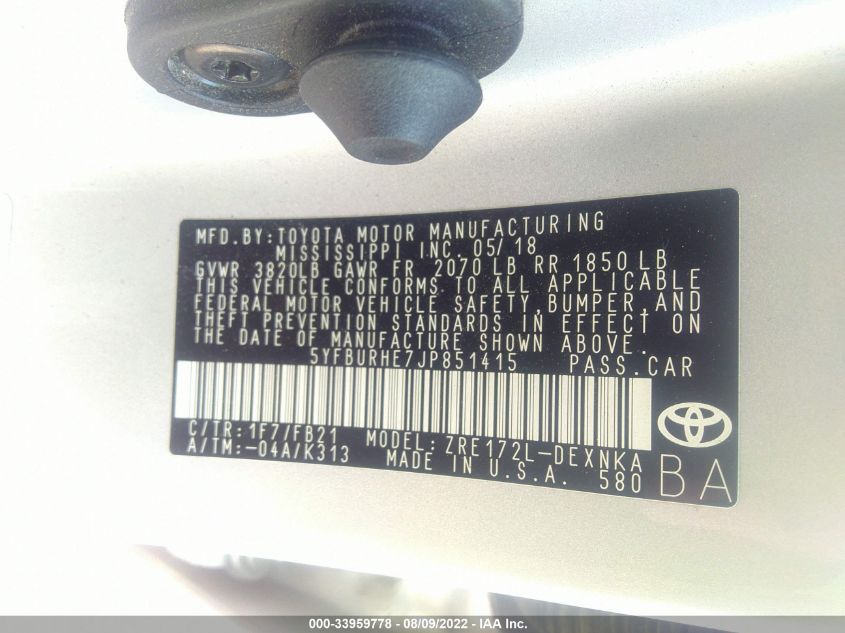 MFD.BY:TOYOTA MOTOR MANUFACTURING
MISSISSIPPI INC. 05/18
GVWR 3820LB GAWR FR 2070 LB RR 1850 LB
THIS VEHICLE CONFORMS TO ALL APPLICABLE
FEDERAL MOTOR VEHICLE SAFETY,BUMPER,AND
THEFT PREVENTION STANDARDS IN EFFECT ON
THE DATE OF MANUFACTURE SHOWN ABOVE.
5YFBURHE7JP851415 PASS.CAR
C/TR:1F7/FB21 MODEL:ZRE172L-DEXNKA
A/TM:-04A/K313 MADE IN U.S.A. 580
BA
000-33959778 - 08/09/2022 - IAA Inc.